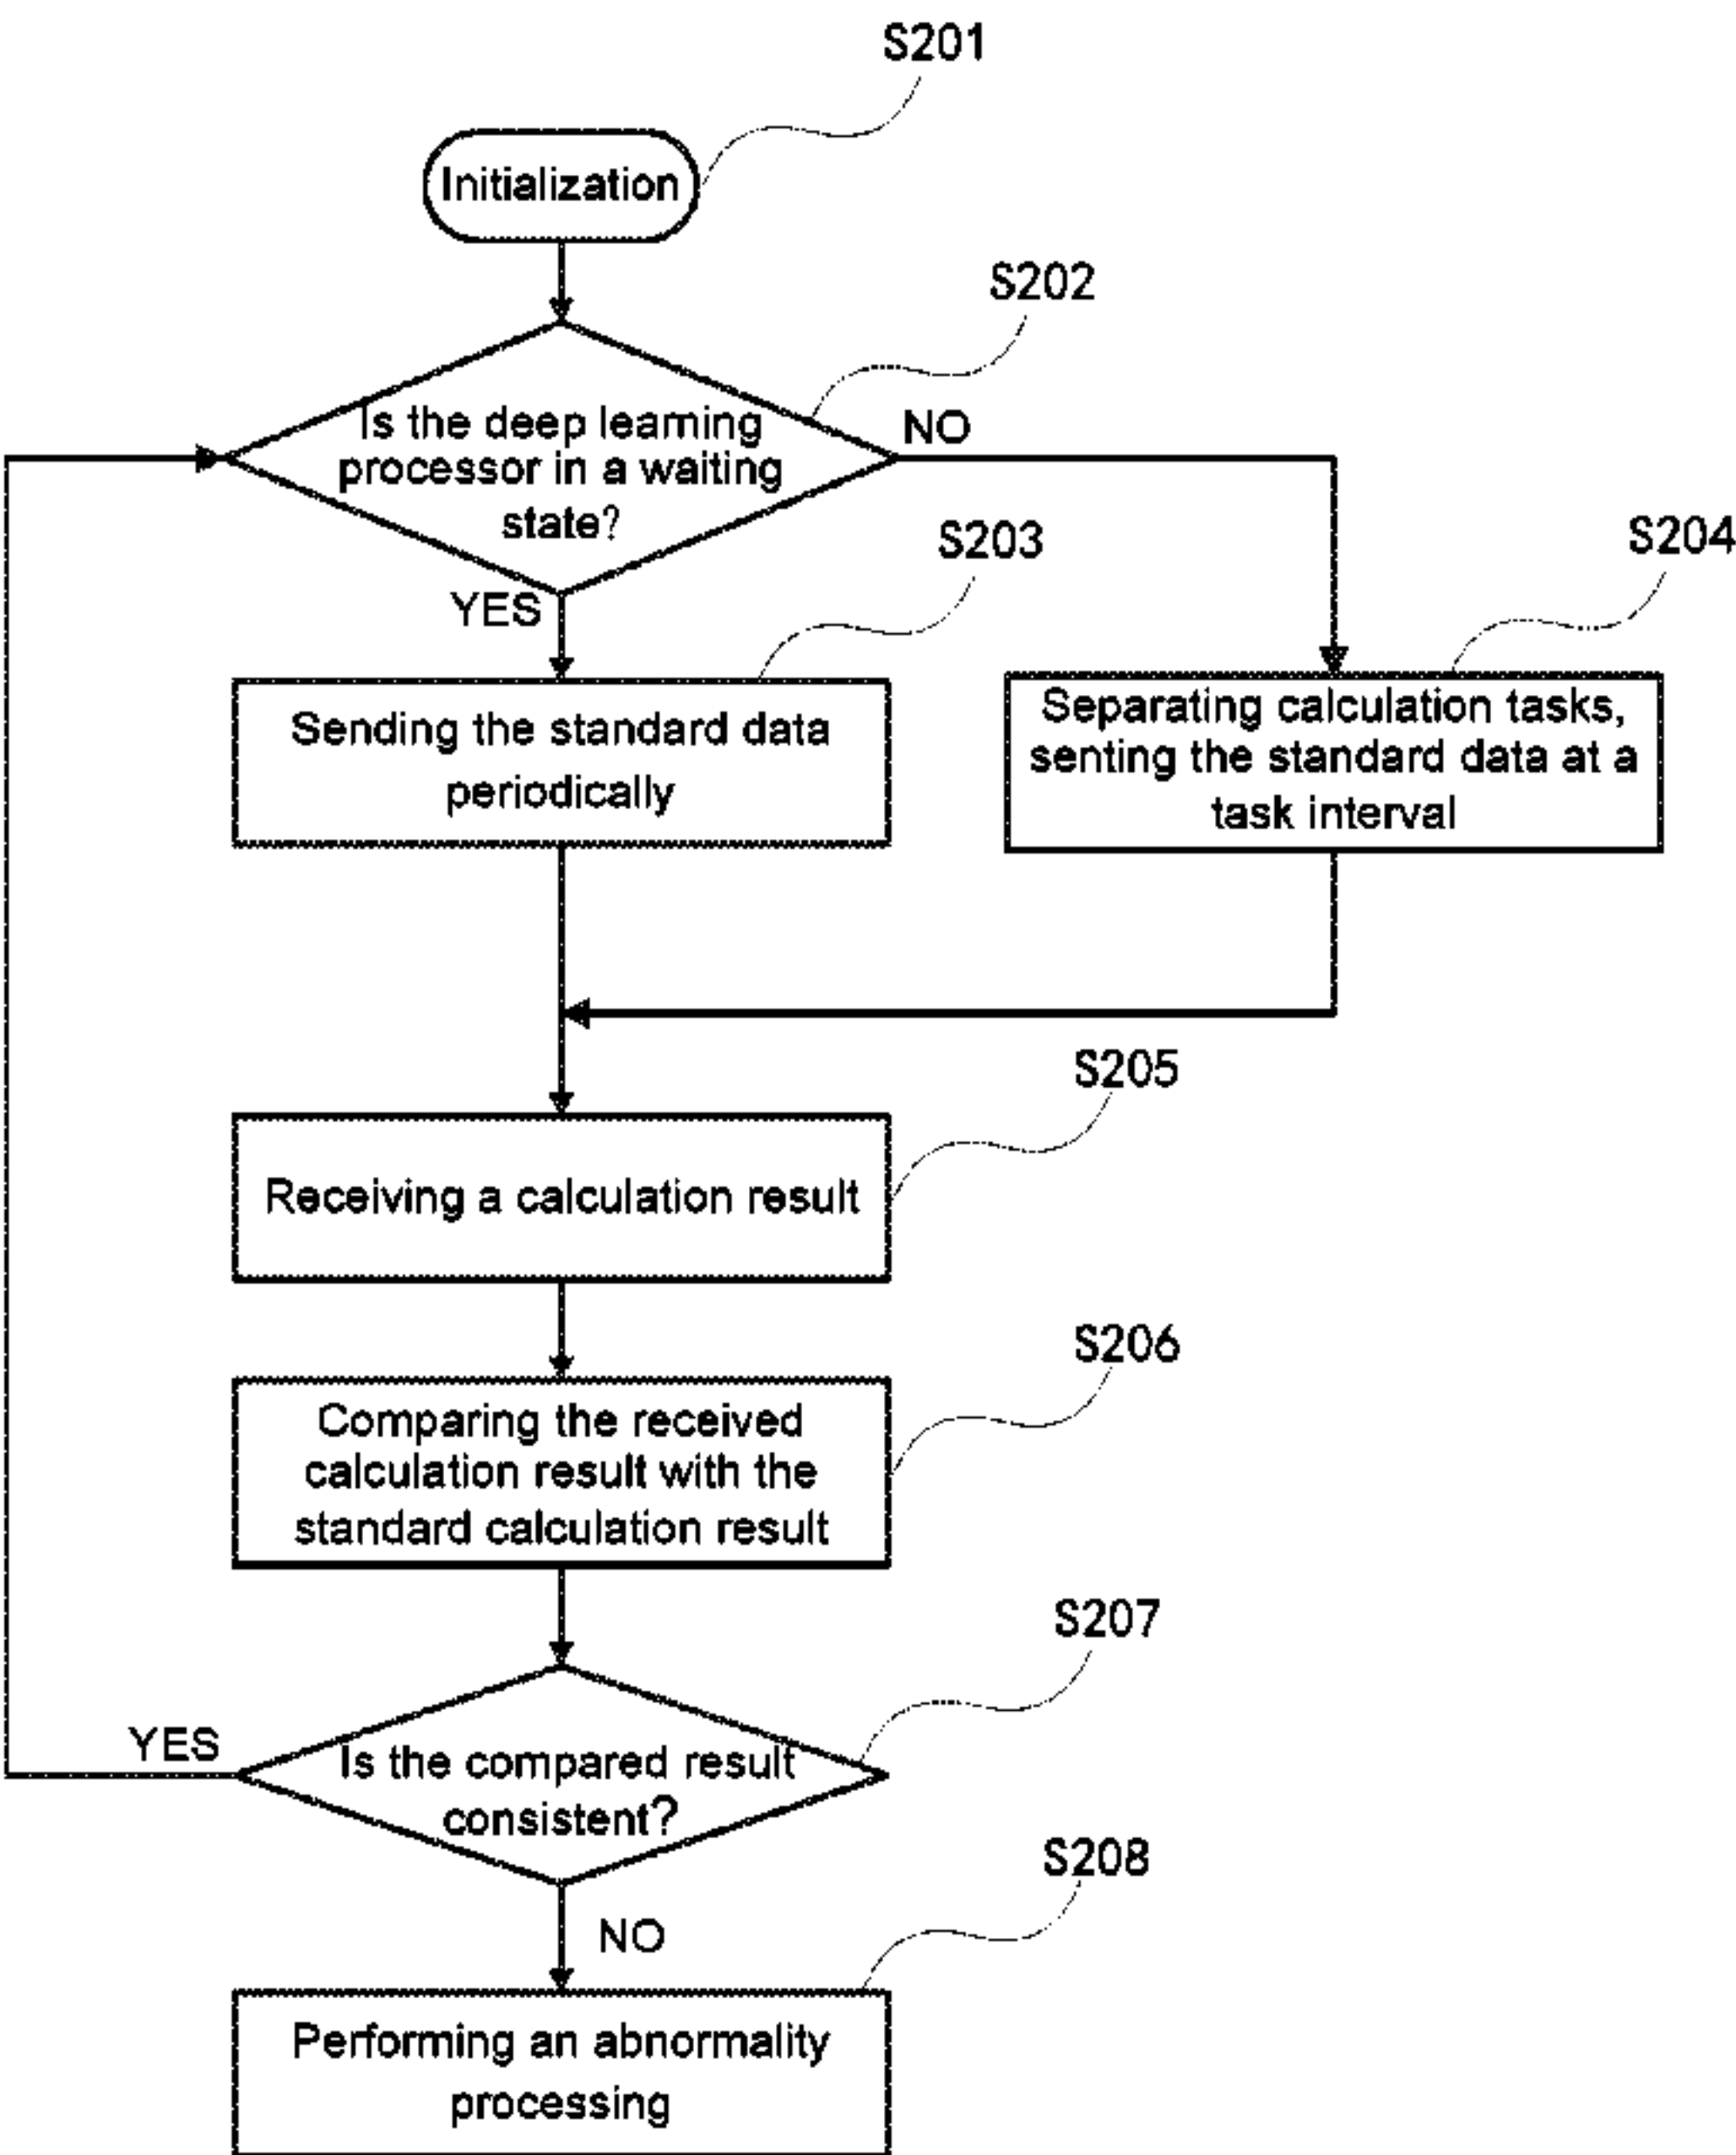 S201
Initialization
S202
Is the deep learning
processor in a waiting
state?
NO
YES
S203
S204
Sending the standard data
periodically
Separating calculation tasks,
senting the standard data at a
task interval
S205
Receiving a calculation result
S206
Comparing the received
calculation result with the
standard calculation result
S207
YES
Is the compared result
consistent?
S208
NO
Performing an abnormality
processing